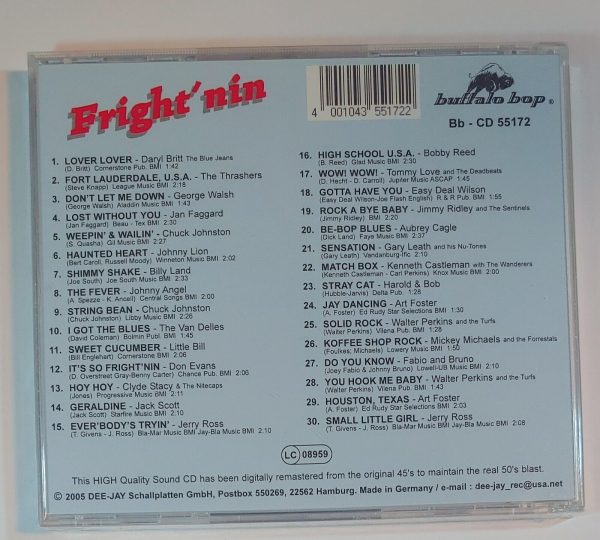 Fright'nin
4 001043 551722
buffalo bop ®
Bb - CD 55172
1. LOVER LOVER - Daryl Britt The Blue Jeans
(D. Britt) Cornerstone Pub. BMI 1:42
2. FORT LAUDERDALE, U.S.A. - The Thrashers
(Steve Knapp) League Music BMI 2:18
3. DON'T LET ME DOWN - George Walsh
(George Walsh) Aladdin Music BMI 1:43
4. LOST WITHOUT YOU - Jan Faggard
(Jan Faggard) Beau - Tex BMI 2:30
5. WEEPIN' & WAILIN' - Chuck Johnston
(S. Quasha) Gil Music BMI 2:27
6. HAUNTED HEART - Johnny Lion
(Bert Caroll, Russell Moody) Winneton Music BMI 2:02
7. SHIMMY SHAKE - Billy Land
(Joe South) Joe South Music BMI 3:33
8. THE FEVER - Johnny Angel
(A. Spezze - K. Ancell) Central Songs BMI 2:00
9. STRING BEAN - Chuck Johnston
(Chuck Johnston) Libby Music BMI 2:26
10. I GOT THE BLUES - The Van Delles
(David Coleman) Bolmin Publ. 1:45
11. SWEET CUCUMBER - Little Bill
(Bill Englehart) Cornerstone BMI 2:06
12. IT'S SO FRIGHT'NIN - Don Evans
(D. Overstreet Gray-Benny Carter) Chance Pub. BMI 2:06
13. HOY HOY - Clyde Stacy & The Nitecaps
(Jones) Progressive Music BMI 2:11
14. GERALDINE - Jack Scott
(Jack Scott) Starfire Music BMI 2:10
15. EVER'BODY'S TRYIN' - Jerry Ross
(T. Givens - J. Ross) Bla-Mar Music BMI Jay-Bla Music BMI 2:10
16. HIGH SCHOOL U.S.A. - Bobby Reed
(B. Reed) Glad Music BMI 2:30
17. WOW! WOW! - Tommy Love and The Deadbeats
(D. Hecht - D. Carroll) Jupiter Music ASCAP 1:45
18. GOTTA HAVE YOU - Easy Deal Wilson
(Easy Deal Wilson-Joe Flash English) R & R Pub. BMI 1:55
19. ROCK A BYE BABY - Jimmy Ridley and The Sentinels
(Jimmy Ridley) BMI 2:20
20. BE-BOP BLUES - Aubrey Cagle
(Dick Land) Faye Music BMI 2:37
21. SENSATION - Gary Leath and his Nu-Tones
(Gary Leath) Vandanburg-Iflc 2:10
22. MATCH BOX - Kenneth Castleman with The Wanderers
(Kenneth Castleman - Carl Perkins) Knox Music BMI 2:00
23. STRAY CAT - Harold & Bob
(Hubble-Jarvis) Delta Pub. 1:28
24. JAY DANCING - Art Foster
(A. Foster) Ed Rudy Star Selections BMI 1:30
25. SOLID ROCK - Walter Perkins and the Turfs
(Walter Perkins) Vilena Pub. BMI 1:28
26. KOFFEE SHOP ROCK - Mickey Michaels and the Forrestals
(Foulkes; Michaels) Lowery Music BMI 1:50
27. DO YOU KNOW - Fabio and Bruno
(Joey Fabio & Johnny Bruno) Lowell-UB Music BMI 2:10
28. YOU HOOK ME BABY - Walter Perkins and the Turfs
(Walter Perkins) Vilena Pub. BMI 2:29
29. HOUSTON, TEXAS - Art Foster
(A. Foster) Ed Rudy Star Selections BMI 2:03
30. SMALL LITTLE GIRL - Jerry Ross
(T. Givens - J. Ross) Bla-Mar Music BMI Jay-Bla Music BMI 2:08
LC 08959
This HIGH Quality Sound CD has been digitally remastered from the original 45's to maintain the real 50's blast.
© 2005 DEE-JAY Schallplatten GmbH, Postbox 550269, 22562 Hamburg. Made in Germany / e-mail : dee-jay_rec@usa.net